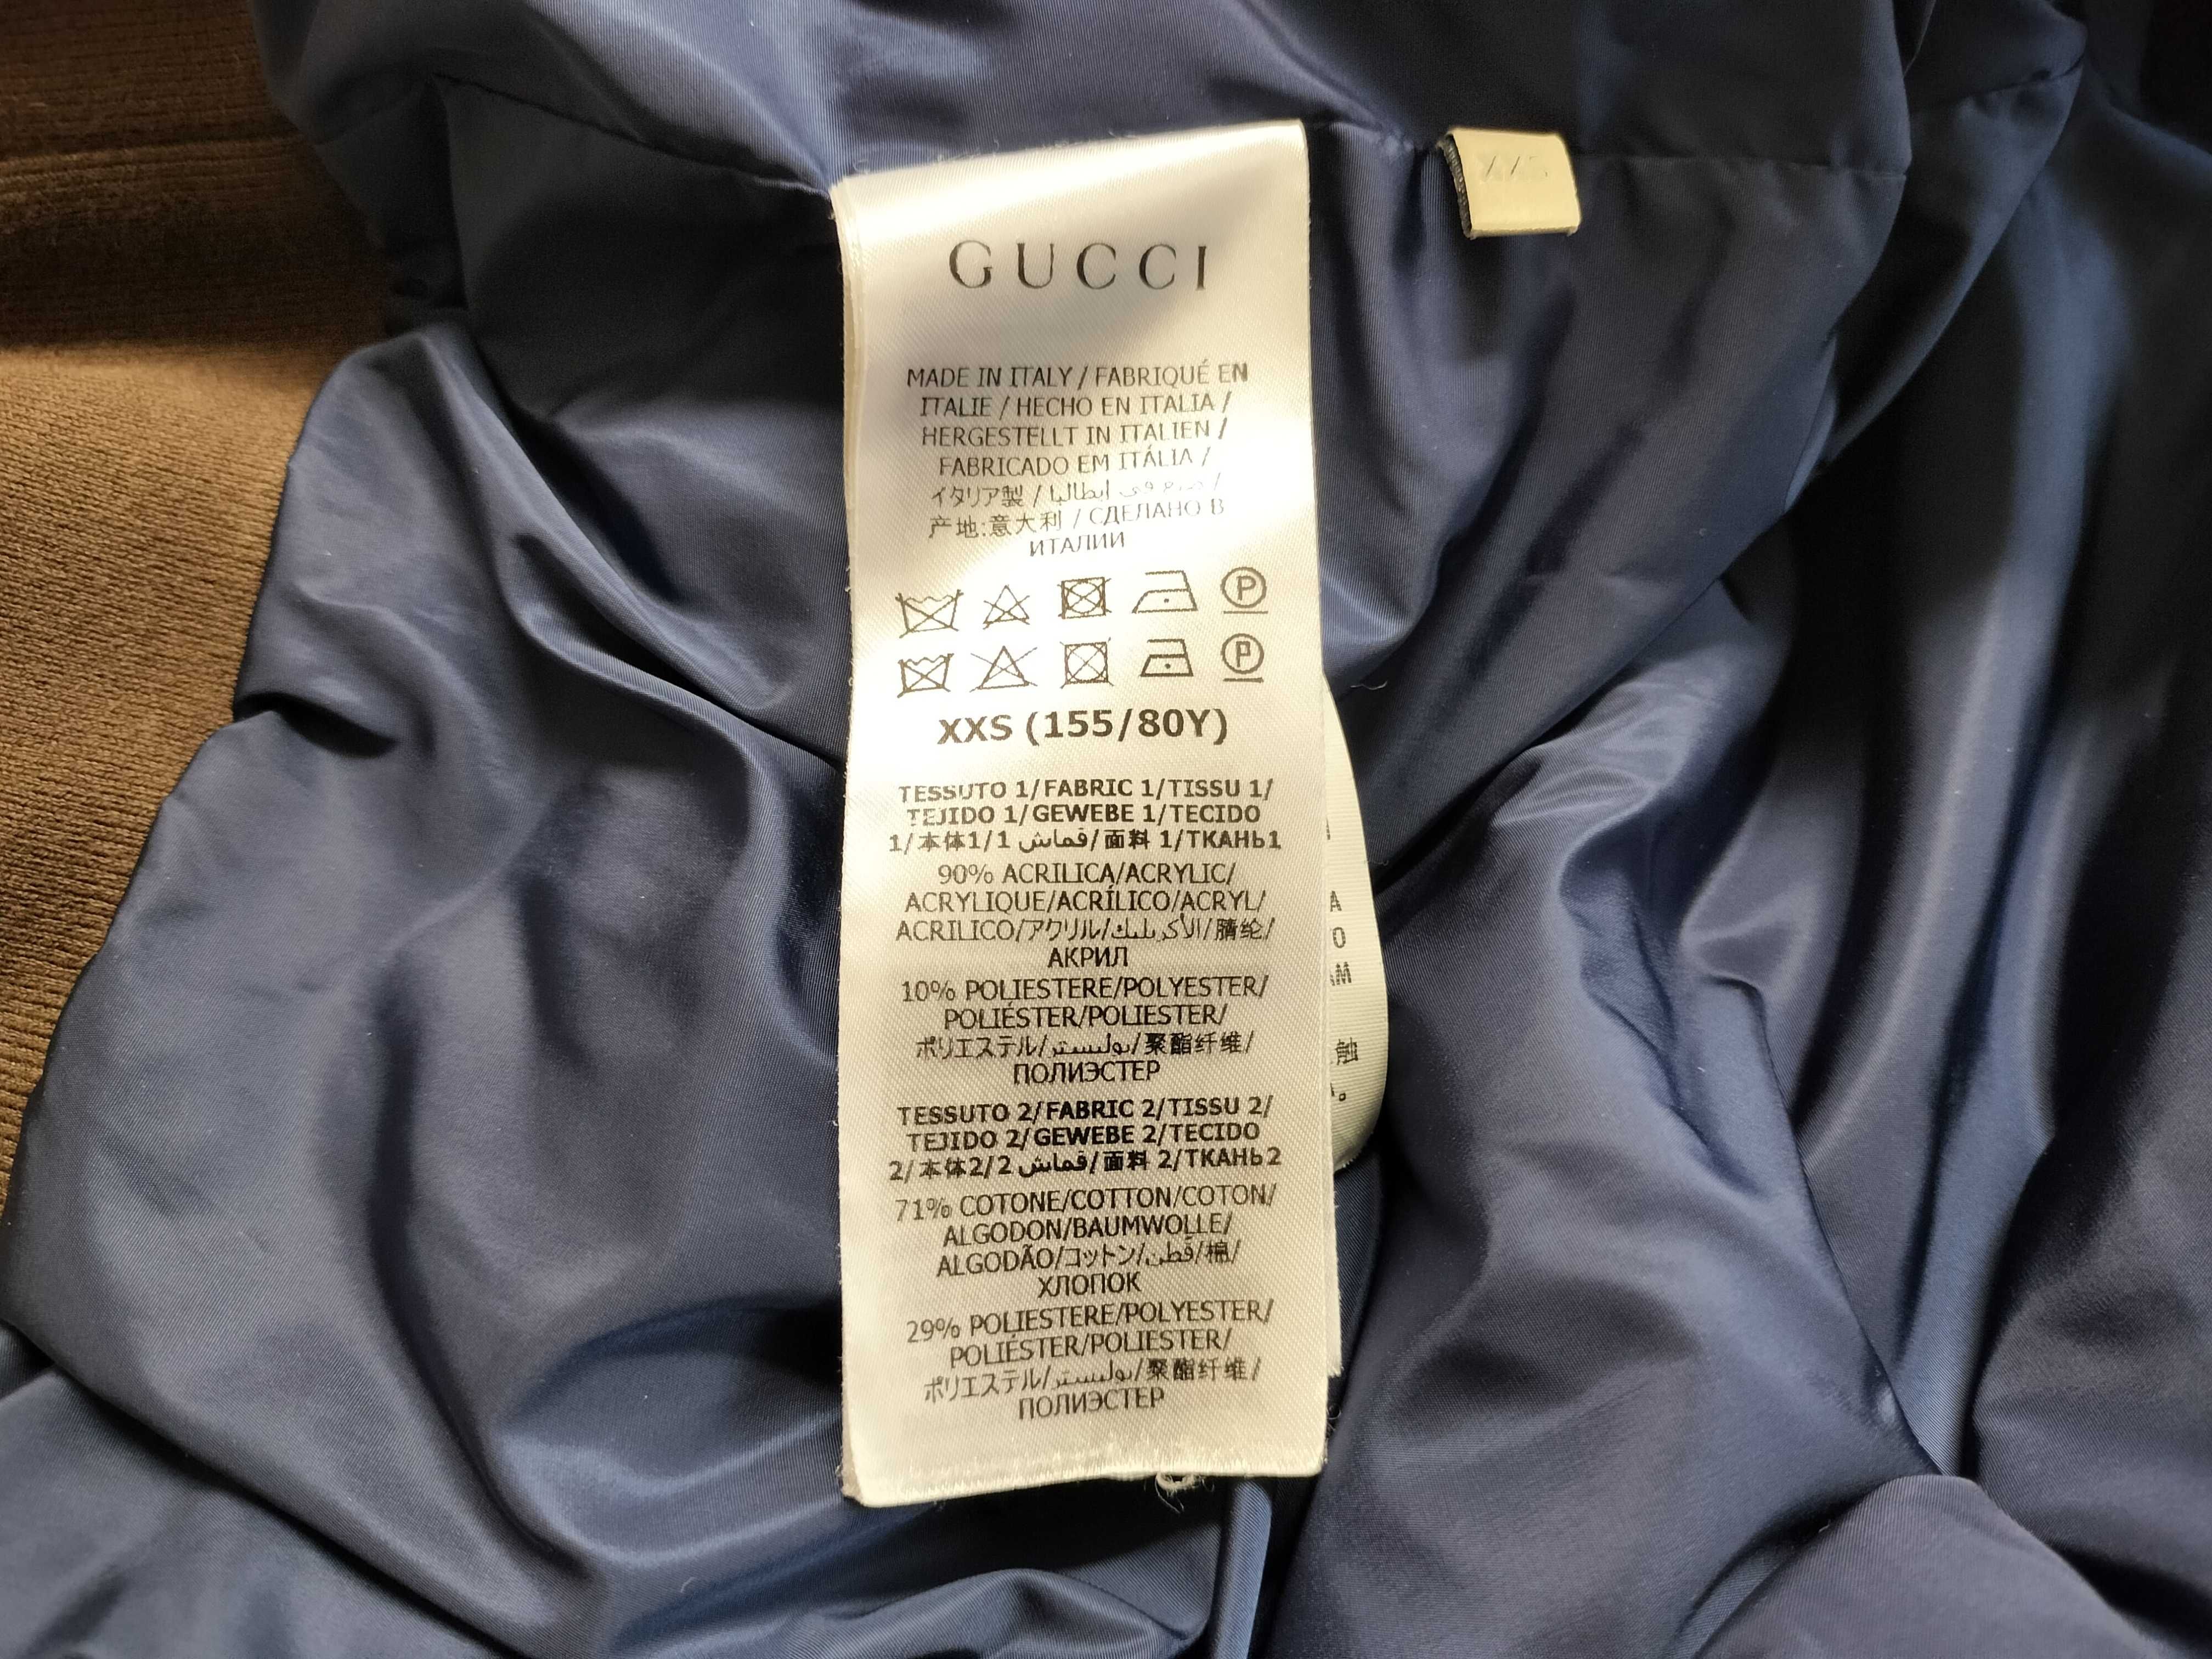 XXS
GUCCI
MADE IN ITALY / FABRIQUÉ EN
ITALIE / HECHO EN ITALIA /
HERGESTELLT IN ITALIEN /
FABRICADO EM ITÁLIA /
イタリア製 / صنع في إيطاليا /
产地:意大利 / СДЕЛАНО В
ИТАЛИИ
P
P
XXS (155/80Y)
TESSUTO 1/FABRIC 1/TISSU 1/
TEJIDO 1/GEWEBE 1/TECIDO
1/本体1/1 قماش/面料 1/ТКАНЬ1
90% ACRILICA/ACRYLIC/
ACRYLIQUE/ACRÍLICO/ACRYL/
ACRILICO/アクリル/الأكريليك/腈纶/
АКРИЛ
10% POLIESTERE/POLYESTER/
POLIÉSTER/POLIESTER/
ポリエステル/بوليستر/聚酯纤维/
ПОЛИЭСТЕР
TESSUTO 2/FABRIC 2/TISSU 2/
TEJIDO 2/GEWEBE 2/TECIDO
2/本体2/2 قماش/面料 2/ТКАНЬ2
71% COTONE/COTTON/COTON/
ALGODON/BAUMWOLLE/
ALGODÃO/コットン/قطن/棉/
ХЛОПОК
29% POLIESTERE/POLYESTER/
POLIÉSTER/POLIESTER/
ポリエステル/بوليستر/聚酯纤维/
ПОЛИЭСТЕР
A
O
AM
触
。